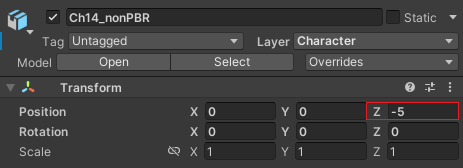 Ch14_nonPBR Static
Tag Untagged Layer Character
Model Open Select Overrides
Transform
Position X 0 Y 0 Z -5
Rotation X 0 Y 0 Z 0
Scale X 1 Y 1 Z 1